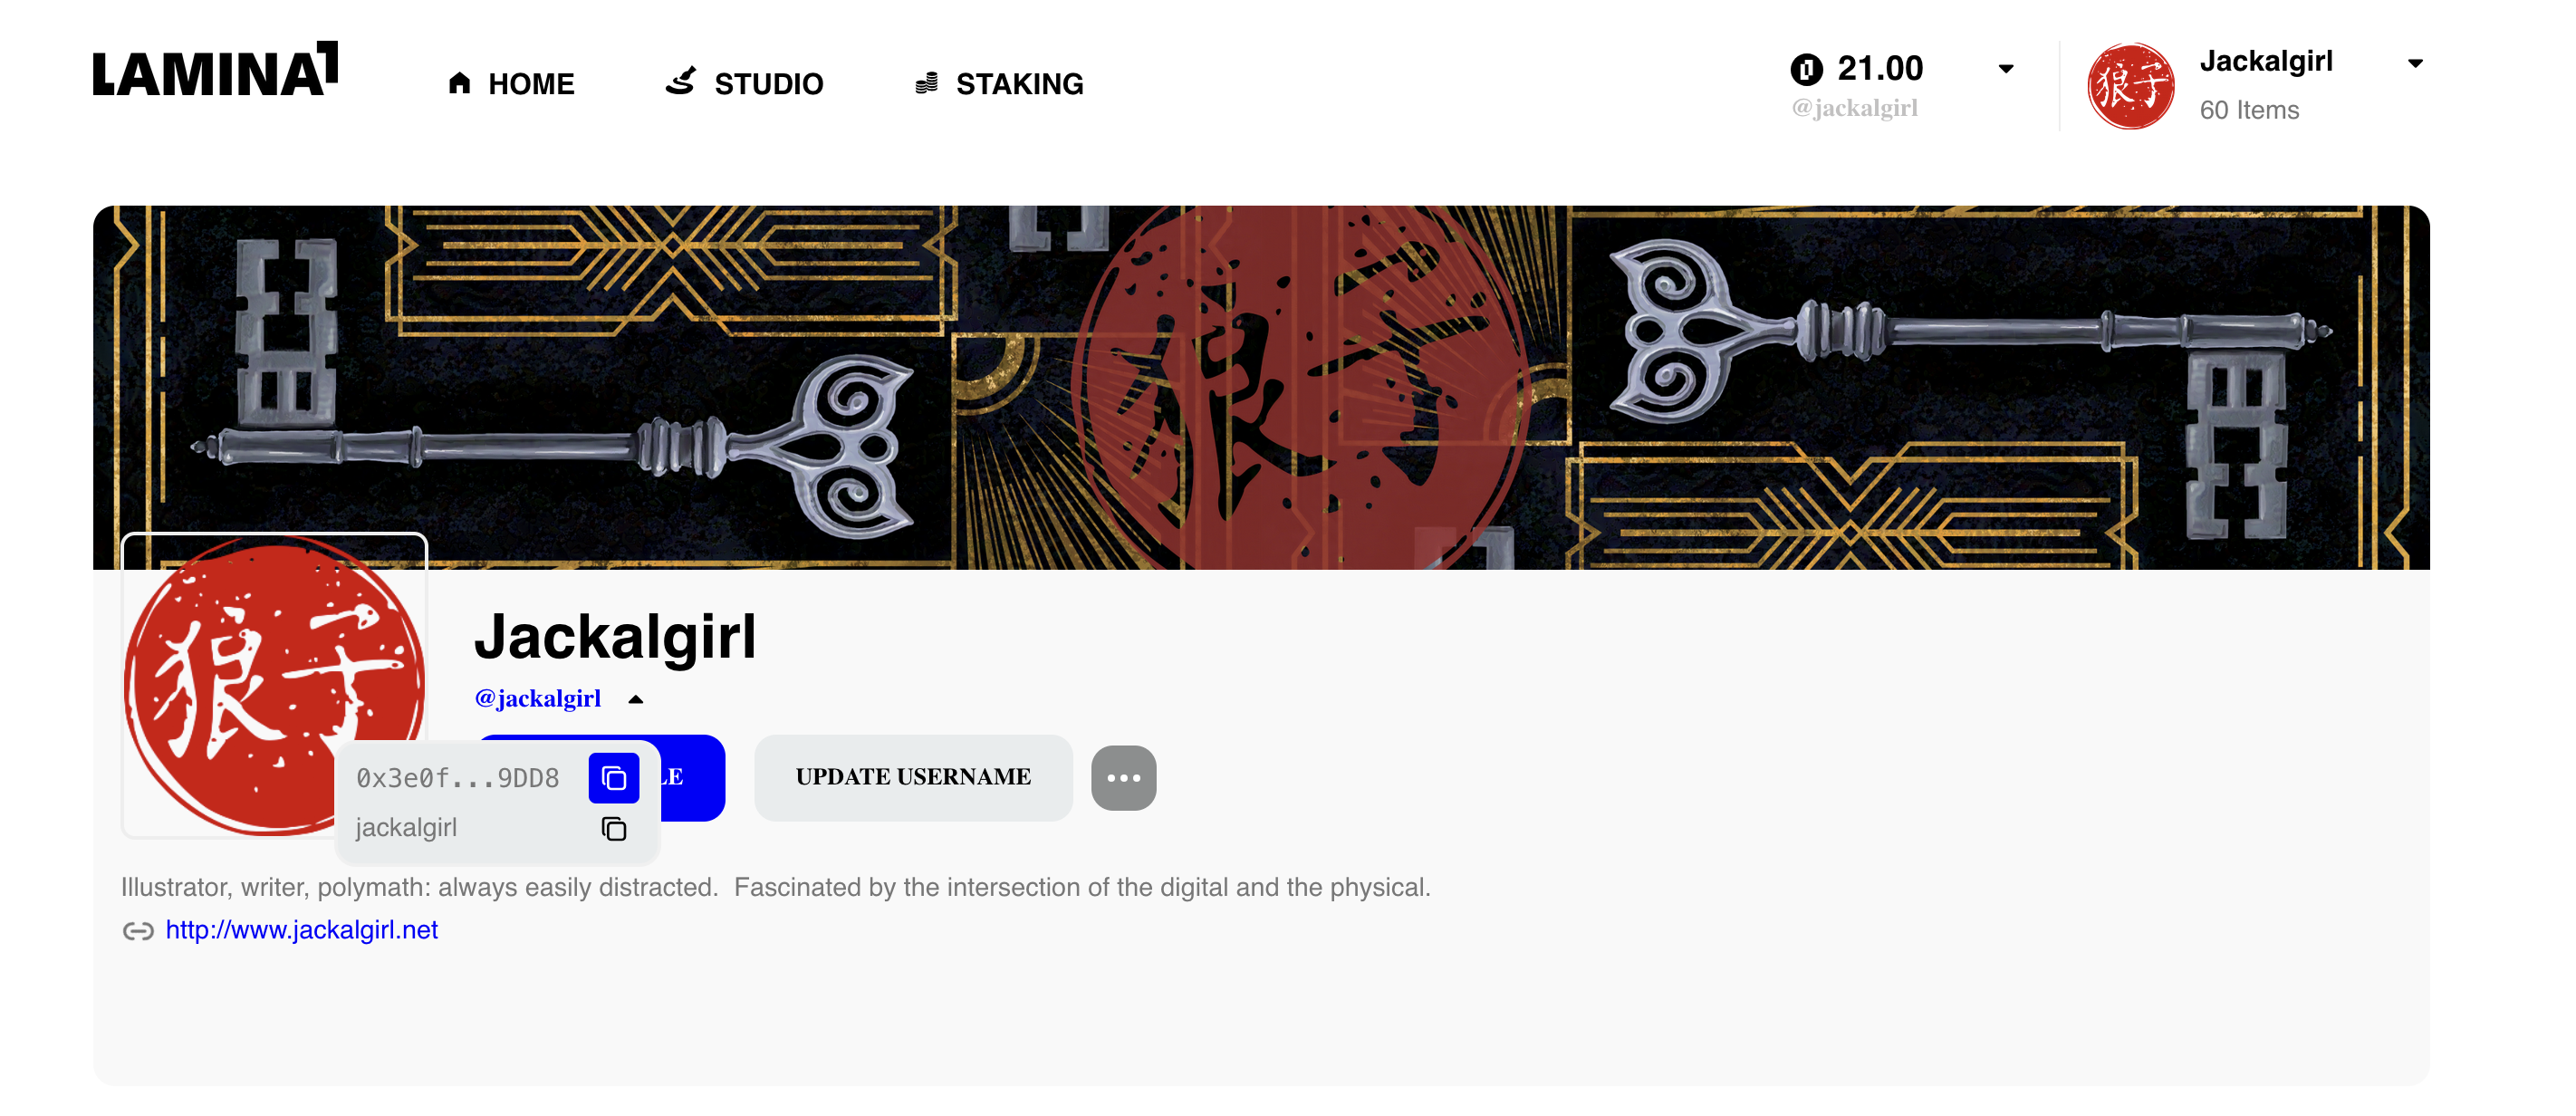 LAMINA1
HOME
STUDIO
STAKING
21.00
@jackalgirl
Jackalgirl
60 Items
狼子
狼子
Jackalgirl
@jackalgirl
狼子
0x3e0f...9DD8
LE
jackalgirl
UPDATE USERNAME
Illustrator, writer, polymath: always easily distracted.  Fascinated by the intersection of the digital and the physical.
http://www.jackalgirl.net